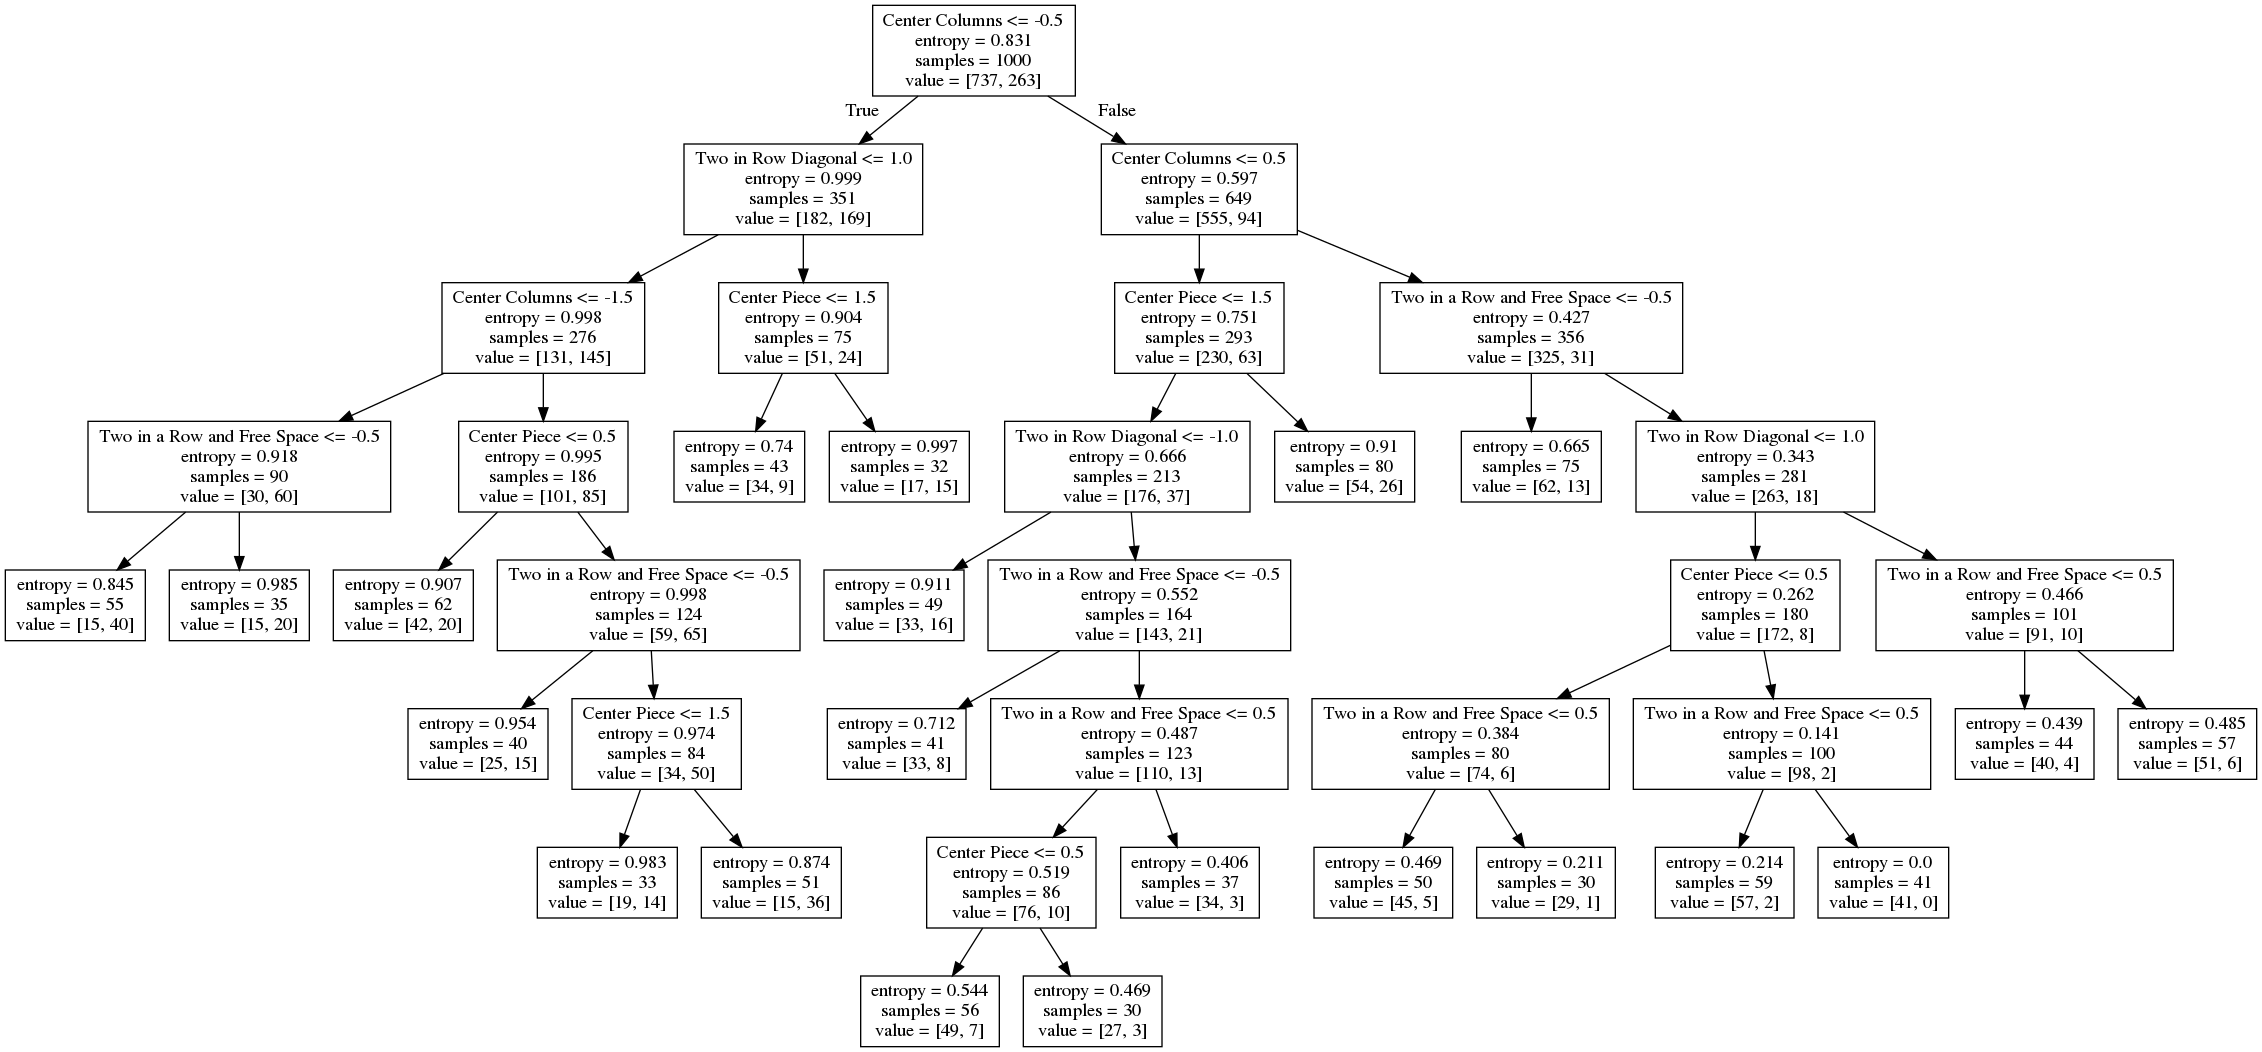 Center Columns <= -0.5
entropy = 0.831
samples = 1000
value = [737, 263]
True
False
Two in Row Diagonal <= 1.0
entropy = 0.999
samples = 351
value = [182, 169]
Center Columns <= 0.5
entropy = 0.597
samples = 649
value = [555, 94]
Center Columns <= -1.5
entropy = 0.998
samples = 276
value = [131, 145]
Center Piece <= 1.5
entropy = 0.904
samples = 75
value = [51, 24]
Center Piece <= 1.5
entropy = 0.751
samples = 293
value = [230, 63]
Two in a Row and Free Space <= -0.5
entropy = 0.427
samples = 356
value = [325, 31]
Two in a Row and Free Space <= -0.5
entropy = 0.918
samples = 90
value = [30, 60]
Center Piece <= 0.5
entropy = 0.995
samples = 186
value = [101, 85]
entropy = 0.74
samples = 43
value = [34, 9]
entropy = 0.997
samples = 32
value = [17, 15]
Two in Row Diagonal <= -1.0
entropy = 0.666
samples = 213
value = [176, 37]
entropy = 0.91
samples = 80
value = [54, 26]
entropy = 0.665
samples = 75
value = [62, 13]
Two in Row Diagonal <= 1.0
entropy = 0.343
samples = 281
value = [263, 18]
entropy = 0.845
samples = 55
value = [15, 40]
entropy = 0.985
samples = 35
value = [15, 20]
entropy = 0.907
samples = 62
value = [42, 20]
Two in a Row and Free Space <= -0.5
entropy = 0.998
samples = 124
value = [59, 65]
entropy = 0.911
samples = 49
value = [33, 16]
Two in a Row and Free Space <= -0.5
entropy = 0.552
samples = 164
value = [143, 21]
Center Piece <= 0.5
entropy = 0.262
samples = 180
value = [172, 8]
Two in a Row and Free Space <= 0.5
entropy = 0.466
samples = 101
value = [91, 10]
entropy = 0.954
samples = 40
value = [25, 15]
Center Piece <= 1.5
entropy = 0.974
samples = 84
value = [34, 50]
entropy = 0.712
samples = 41
value = [33, 8]
Two in a Row and Free Space <= 0.5
entropy = 0.487
samples = 123
value = [110, 13]
Two in a Row and Free Space <= 0.5
entropy = 0.384
samples = 80
value = [74, 6]
Two in a Row and Free Space <= 0.5
entropy = 0.141
samples = 100
value = [98, 2]
entropy = 0.439
samples = 44
value = [40, 4]
entropy = 0.485
samples = 57
value = [51, 6]
entropy = 0.983
samples = 33
value = [19, 14]
entropy = 0.874
samples = 51
value = [15, 36]
Center Piece <= 0.5
entropy = 0.519
samples = 86
value = [76, 10]
entropy = 0.406
samples = 37
value = [34, 3]
entropy = 0.469
samples = 50
value = [45, 5]
entropy = 0.211
samples = 30
value = [29, 1]
entropy = 0.214
samples = 59
value = [57, 2]
entropy = 0.0
samples = 41
value = [41, 0]
entropy = 0.544
samples = 56
value = [49, 7]
entropy = 0.469
samples = 30
value = [27, 3]